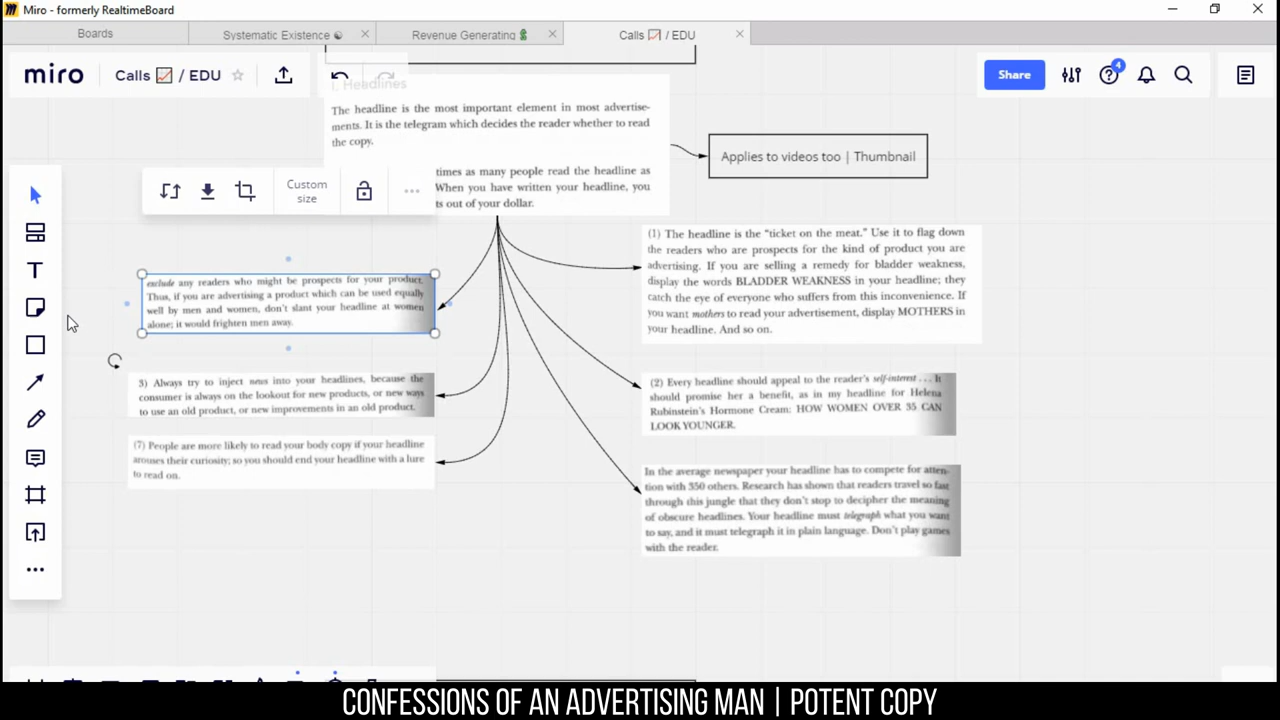 Miro - formerly RealtimeBoard
Boards
Systematic Existence
Revenue Generating
Calls / EDU
miro
Calls / EDU
Share
4
I. Headlines
The headline is the most important element in most advertise-
ments. It is the telegram which decides the reader whether to read
the copy.
times as many people read the headline as
When you have written your headline, you
ts out of your dollar.
Applies to videos too | Thumbnail
Custom
size
exclude any readers who might be prospects for your product.
Thus, if you are advertising a product which can be used equally
well by men and women, don't slant your headline at women
alone; it would frighten men away.
3) Always try to inject news into your headlines, because the
consumer is always on the lookout for new products, or new ways
to use an old product, or new improvements in an old product.
(7) People are more likely to read your body copy if your headline
arouses their curiosity; so you should end your headline with a lure
to read on.
(1) The headline is the "ticket on the meat." Use it to flag down
the readers who are prospects for the kind of product you are
advertising. If you are selling a remedy for bladder weakness,
display the words BLADDER WEAKNESS in your headline; they
catch the eye of everyone who suffers from this inconvenience. If
you want mothers to read your advertisement, display MOTHERS in
your headline. And so on.
(2) Every headline should appeal to the reader's self-interest . . . It
should promise her a benefit, as in my headline for Helena
Rubinstein's Hormone Cream: HOW WOMEN OVER 35 CAN
LOOK YOUNGER.
In the average newspaper your headline has to compete for atten-
tion with 350 others. Research has shown that readers travel so fast
through this jungle that they don't stop to decipher the meaning
of obscure headlines. Your headline must telegraph what you want
to say, and it must telegraph it in plain language. Don't play games
with the reader.
CONFESSIONS OF AN ADVERTISING MAN | POTENT COPY